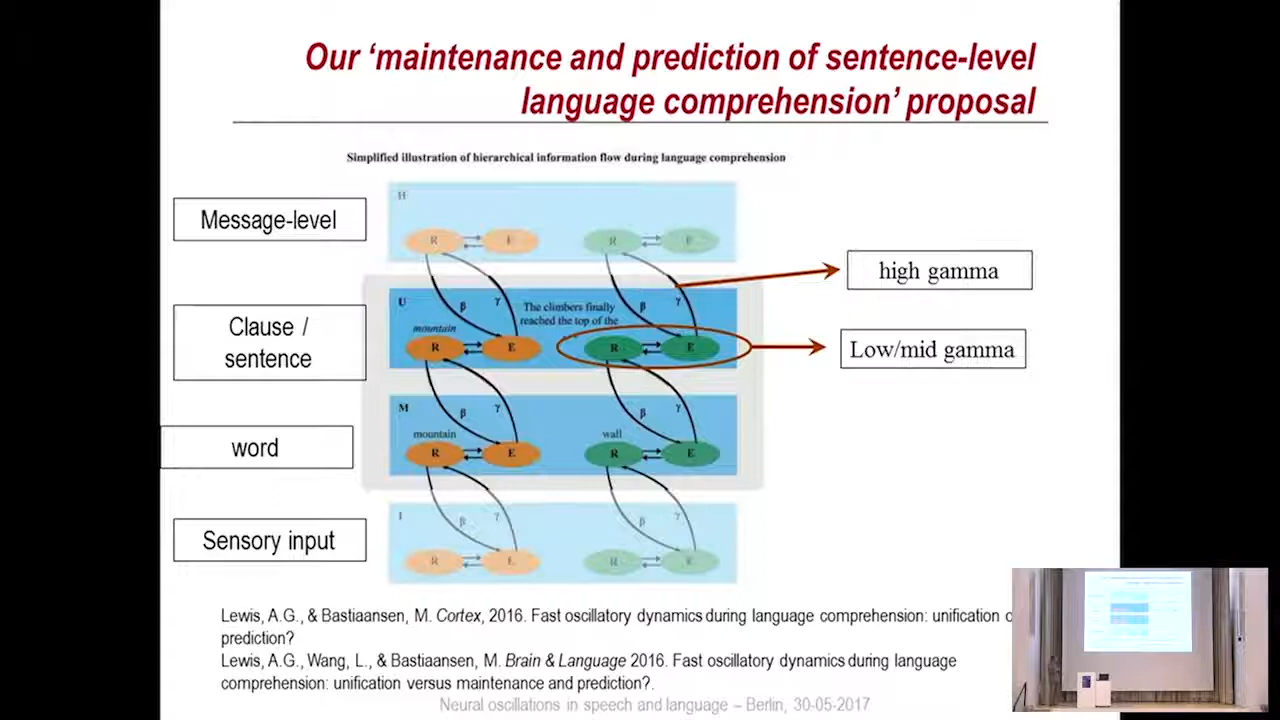 Our ‘maintenance and prediction of sentence-level
language comprehension’ proposal
Simplified illustration of hierarchical information flow during language comprehension
Message-level
H
R E R E
high gamma
β γ β γ
Clause /
sentence
U
mountain
The climbers finally
reached the top of the
R E R E
Low/mid gamma
β γ β γ
word
M
mountain wall
R E R E
β γ β γ
Sensory input
I
R E R E
Lewis, A.G., & Bastiaansen, M. Cortex, 2016. Fast oscillatory dynamics during language comprehension: unification
prediction?
Lewis, A.G., Wang, L., & Bastiaansen, M. Brain & Language 2016. Fast oscillatory dynamics during language
comprehension: unification versus maintenance and prediction?.
Neural oscillations in speech and language – Berlin, 30-05-2017